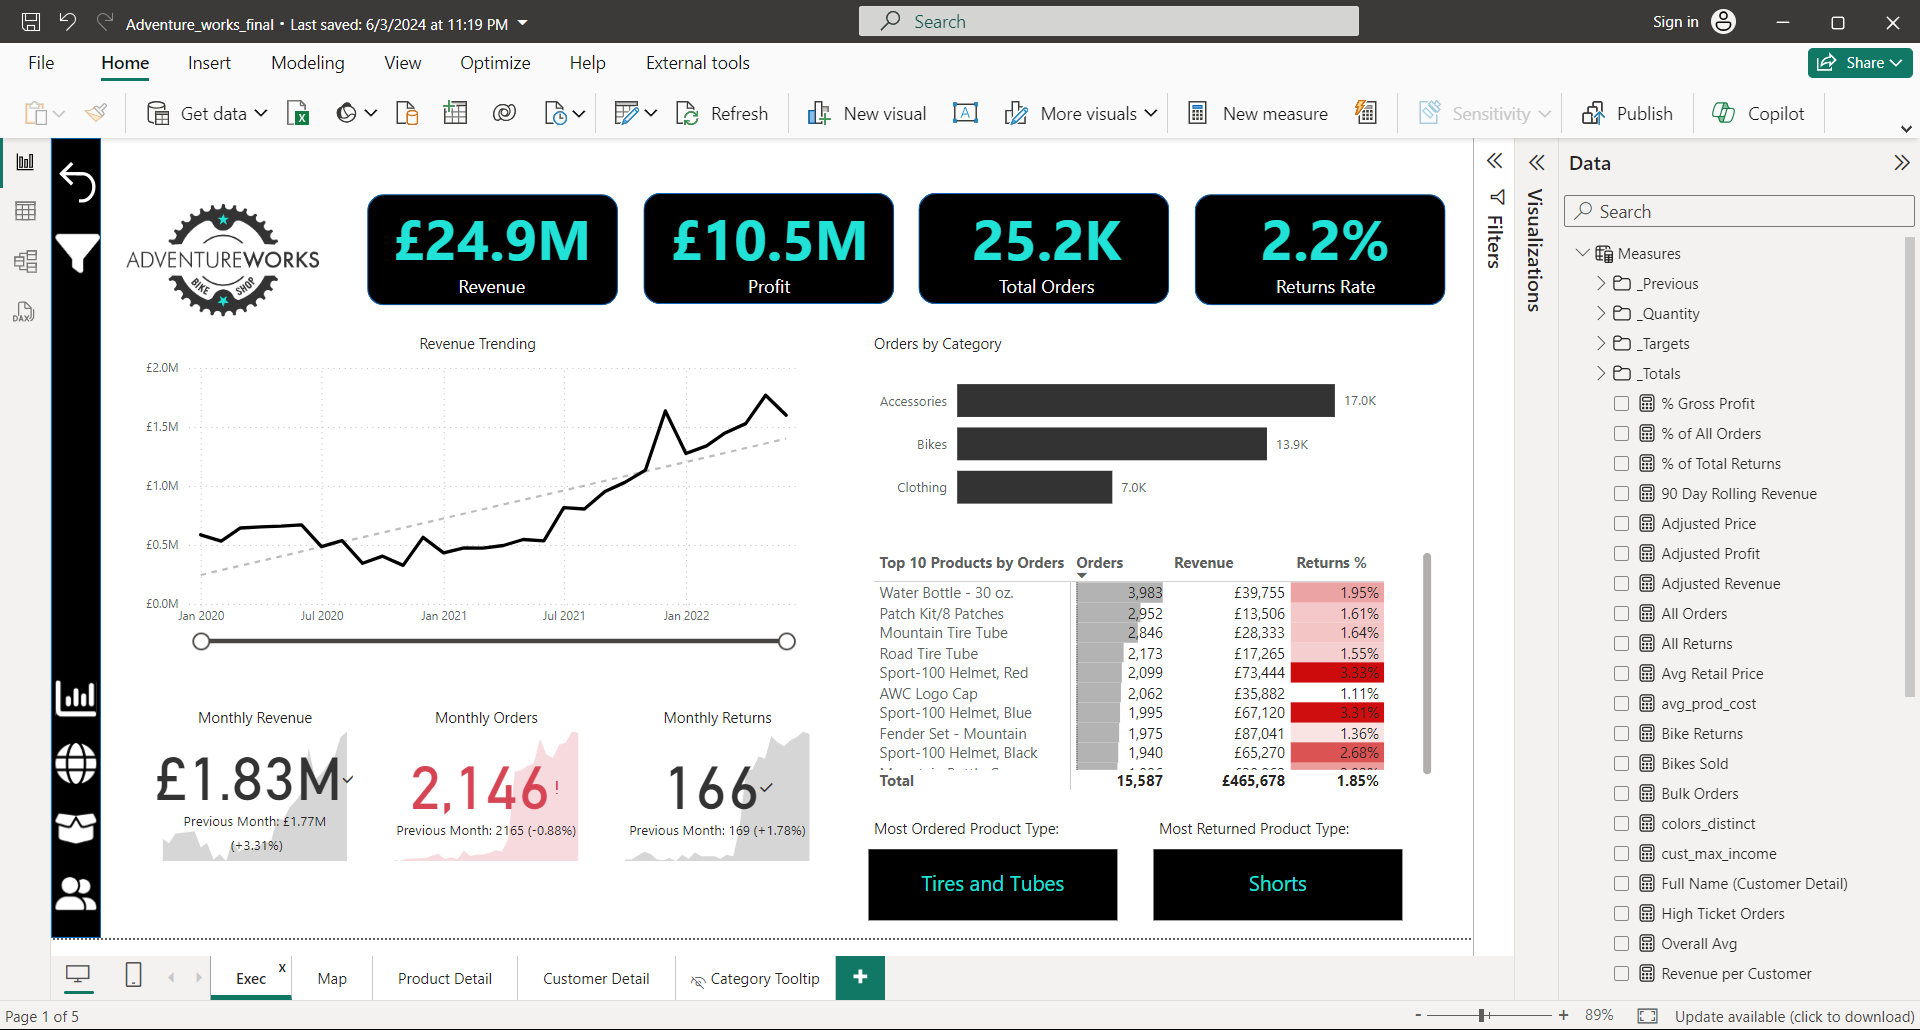 Adventure_works_final • Last saved: 6/3/2024 at 11:19 PM
Search
Sign in
File
Home
Insert
Modeling
View
Optimize
Help
External tools
Share
Get data
Refresh
New visual
More visuals
New measure
Sensitivity
Publish
Copilot
DAX
ADVENTUREWORKS
BIKE SHOP
£24.9M
Revenue
£10.5M
Profit
25.2K
Total Orders
2.2%
Returns Rate
Revenue Trending
£2.0M
£1.5M
£1.0M
£0.5M
£0.0M
Jan 2020
Jul 2020
Jan 2021
Jul 2021
Jan 2022
Orders by Category
Accessories 17.0K
Bikes 13.9K
Clothing 7.0K
Top 10 Products by Orders Orders Revenue Returns %
Water Bottle - 30 oz. 3,983 £39,755 1.95%
Patch Kit/8 Patches 2,952 £13,506 1.61%
Mountain Tire Tube 2,846 £28,333 1.64%
Road Tire Tube 2,173 £17,265 1.55%
Sport-100 Helmet, Red 2,099 £73,444 3.33%
AWC Logo Cap 2,062 £35,882 1.11%
Sport-100 Helmet, Blue 1,995 £67,120 3.31%
Fender Set - Mountain 1,975 £87,041 1.36%
Sport-100 Helmet, Black 1,940 £65,270 2.68%
Total 15,587 £465,678 1.85%
Monthly Revenue
£1.83M
Previous Month: £1.77M
(+3.31%)
Monthly Orders
2,146!
Previous Month: 2165 (-0.88%)
Monthly Returns
166
Previous Month: 169 (+1.78%)
Most Ordered Product Type:
Tires and Tubes
Most Returned Product Type:
Shorts
Filters
Visualizations
Data
Search
Measures
_Previous
_Quantity
_Targets
_Totals
% Gross Profit
% of All Orders
% of Total Returns
90 Day Rolling Revenue
Adjusted Price
Adjusted Profit
Adjusted Revenue
All Orders
All Returns
Avg Retail Price
avg_prod_cost
Bike Returns
Bikes Sold
Bulk Orders
colors_distinct
cust_max_income
Full Name (Customer Detail)
High Ticket Orders
Overall Avg
Revenue per Customer
Exec x
Map
Product Detail
Customer Detail
Category Tooltip
+
Page 1 of 5
- + 89%
Update available (click to download)